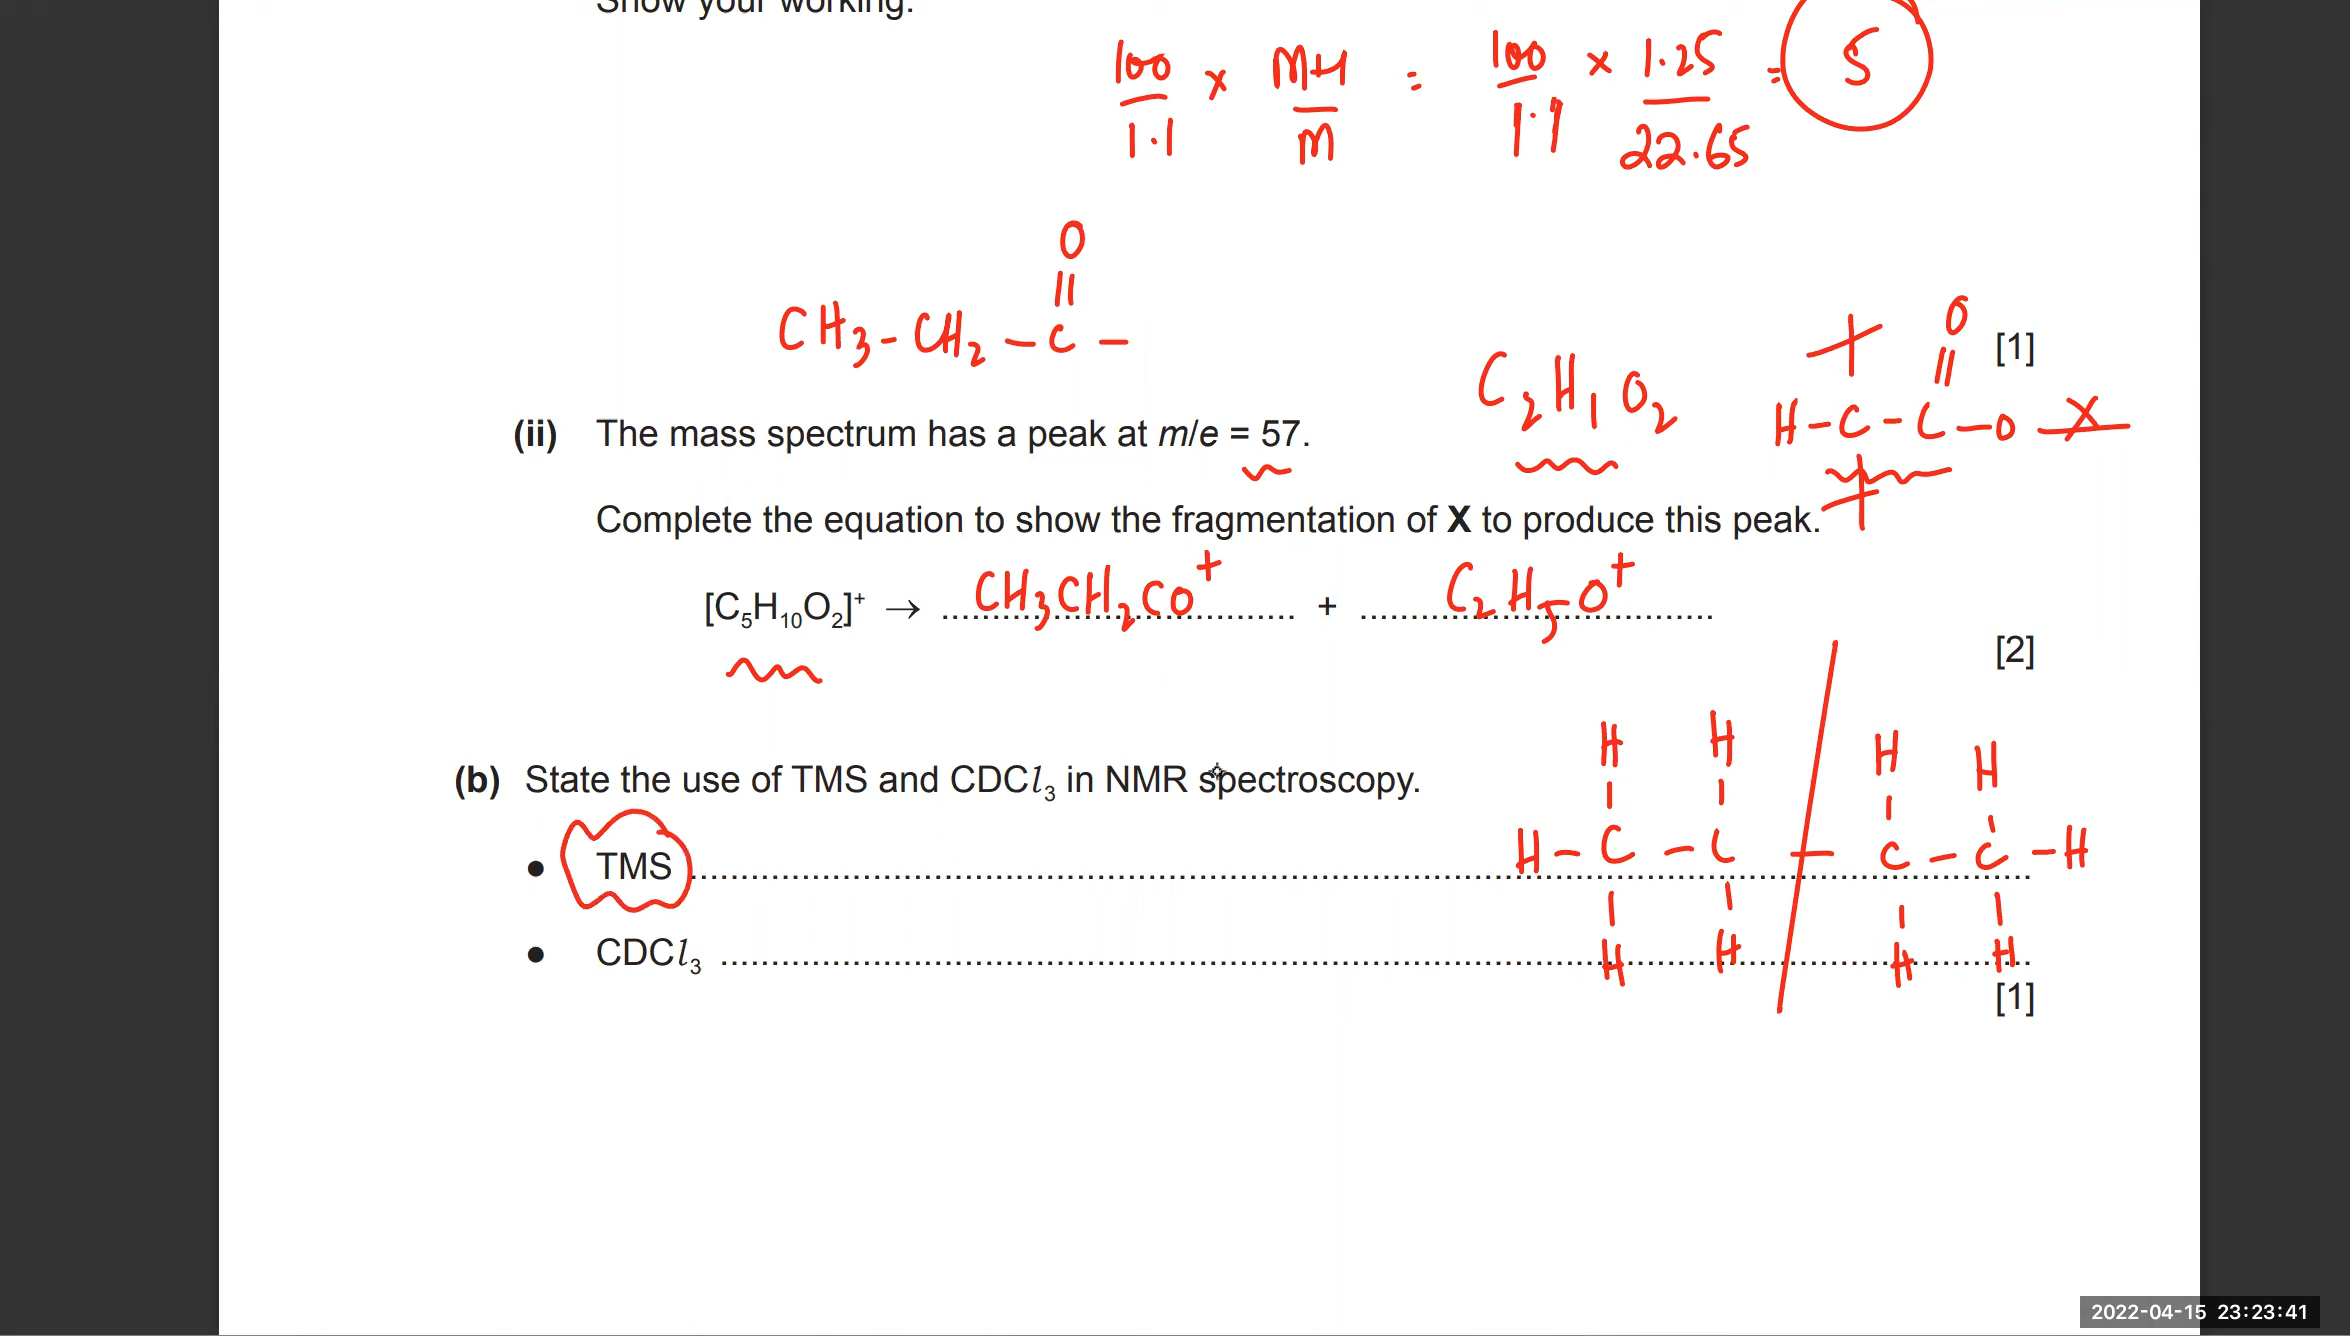 Show your working.
100/1.1 × M+1/M = 100/1.1 × 1.25/22.65 = 5
O
||
CH3 - CH2 - C -
O
||
[1]
C2H1O2
H - C - C - O - X
(ii) The mass spectrum has a peak at m/e = 57.
Complete the equation to show the fragmentation of X to produce this peak.
[C5H10O2]+ → CH3CH2CO+ + C2H5O+
[2]
H H H H
(b) State the use of TMS and CDCl3 in NMR spectroscopy.
H - C - C - C - C - H
• TMS
H H H H
• CDCl3
[1]
2022-04-15 23:23:41